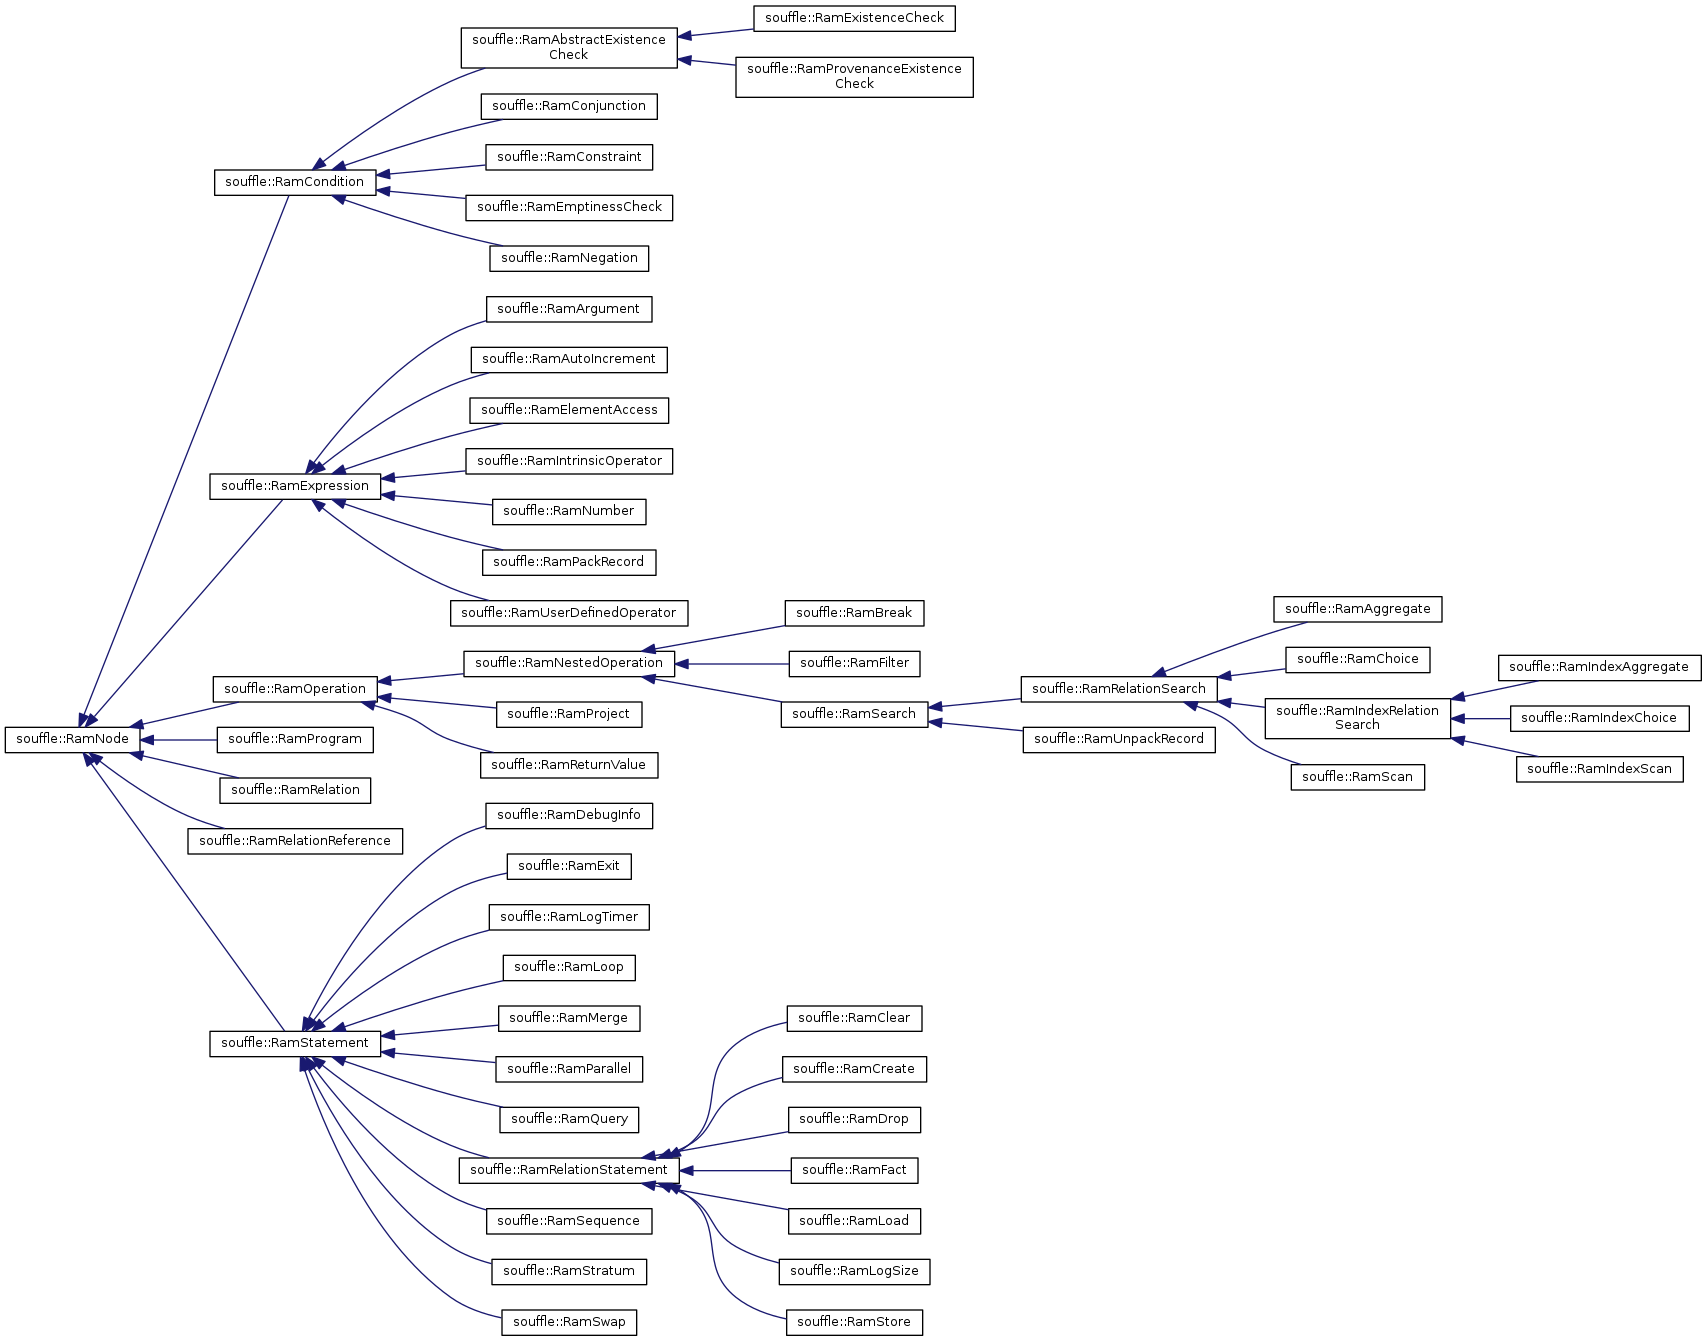 souffle::RamExistenceCheck
souffle::RamAbstractExistence
Check
souffle::RamProvenanceExistence
Check
souffle::RamConjunction
souffle::RamConstraint
souffle::RamCondition
souffle::RamEmptinessCheck
souffle::RamNegation
souffle::RamArgument
souffle::RamAutoIncrement
souffle::RamElementAccess
souffle::RamIntrinsicOperator
souffle::RamExpression
souffle::RamNumber
souffle::RamPackRecord
souffle::RamUserDefinedOperator
souffle::RamBreak
souffle::RamAggregate
souffle::RamNestedOperation
souffle::RamFilter
souffle::RamChoice
souffle::RamIndexAggregate
souffle::RamOperation
souffle::RamRelationSearch
souffle::RamProject
souffle::RamSearch
souffle::RamIndexRelation
Search
souffle::RamIndexChoice
souffle::RamNode
souffle::RamProgram
souffle::RamUnpackRecord
souffle::RamReturnValue
souffle::RamScan
souffle::RamIndexScan
souffle::RamRelation
souffle::RamDebugInfo
souffle::RamRelationReference
souffle::RamExit
souffle::RamLogTimer
souffle::RamLoop
souffle::RamMerge
souffle::RamClear
souffle::RamStatement
souffle::RamParallel
souffle::RamCreate
souffle::RamQuery
souffle::RamDrop
souffle::RamRelationStatement
souffle::RamFact
souffle::RamSequence
souffle::RamLoad
souffle::RamStratum
souffle::RamLogSize
souffle::RamSwap
souffle::RamStore